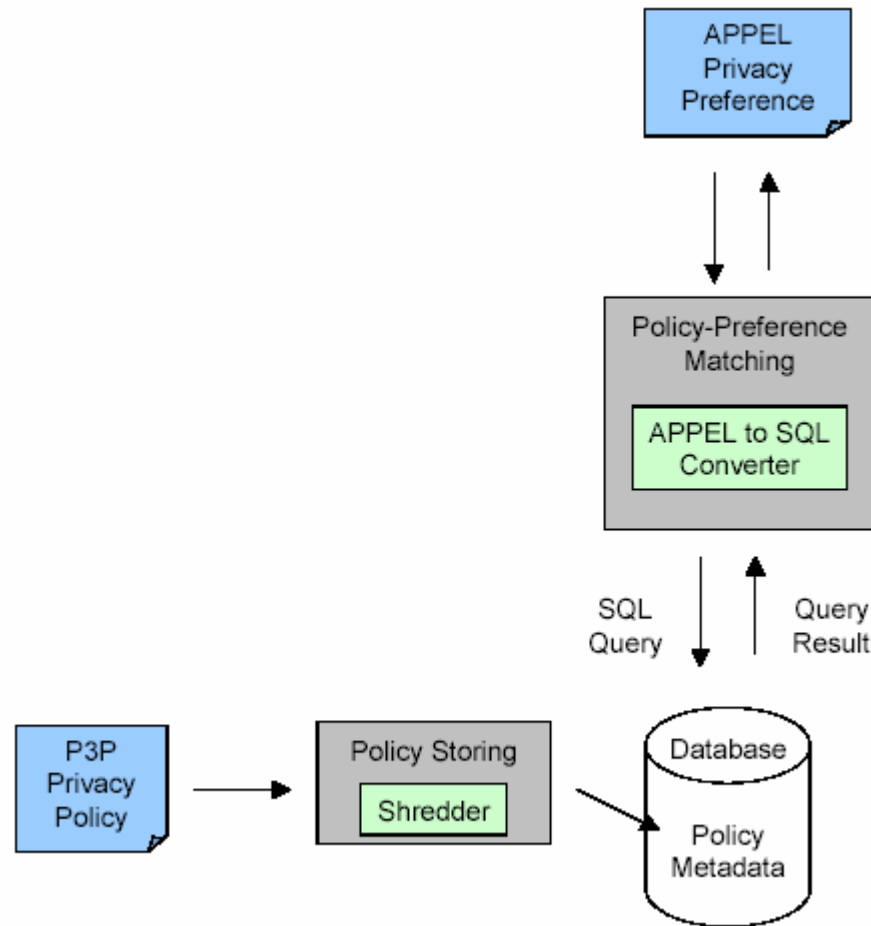 APPEL
Privacy
Preference
Policy-Preference
Matching
APPEL to SQL
Converter
SQL
Query
Query
Result
P3P
Privacy
Policy
Policy Storing
Shredder
Database
Policy
Metadata